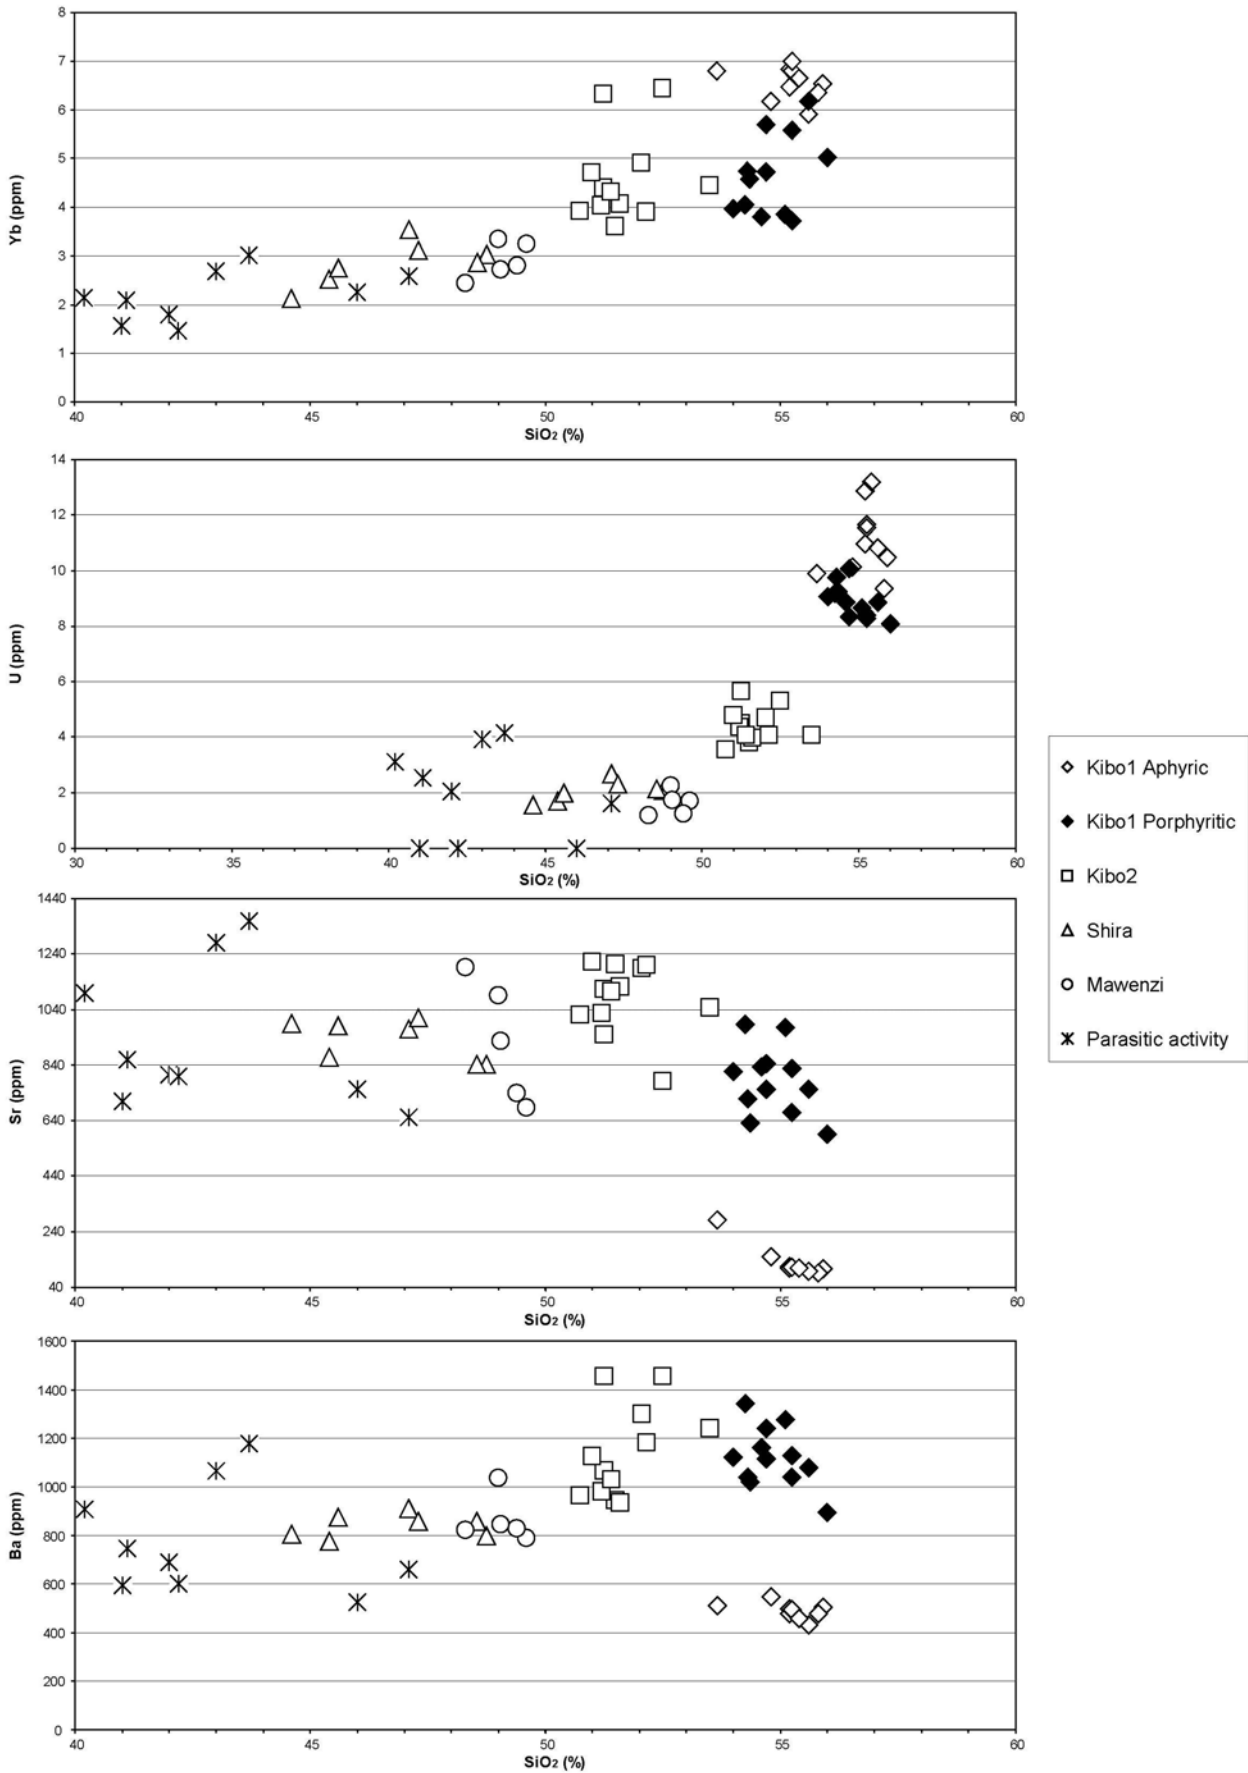 8
7
6
5
4
3
2
1
0
Yb (ppm)
40 45 50 55 60
SiO2 (%)
14
12
10
8
6
4
2
0
U (ppm)
30 35 40 45 50 55 60
SiO2 (%)
1440
1240
1040
840
640
440
240
40
Sr (ppm)
40 45 50 55 60
SiO2 (%)
1600
1400
1200
1000
800
600
400
200
0
Ba (ppm)
40 45 50 55 60
SiO2 (%)
Kibo1 Aphyric
Kibo1 Porphyritic
Kibo2
Shira
Mawenzi
Parasitic activity